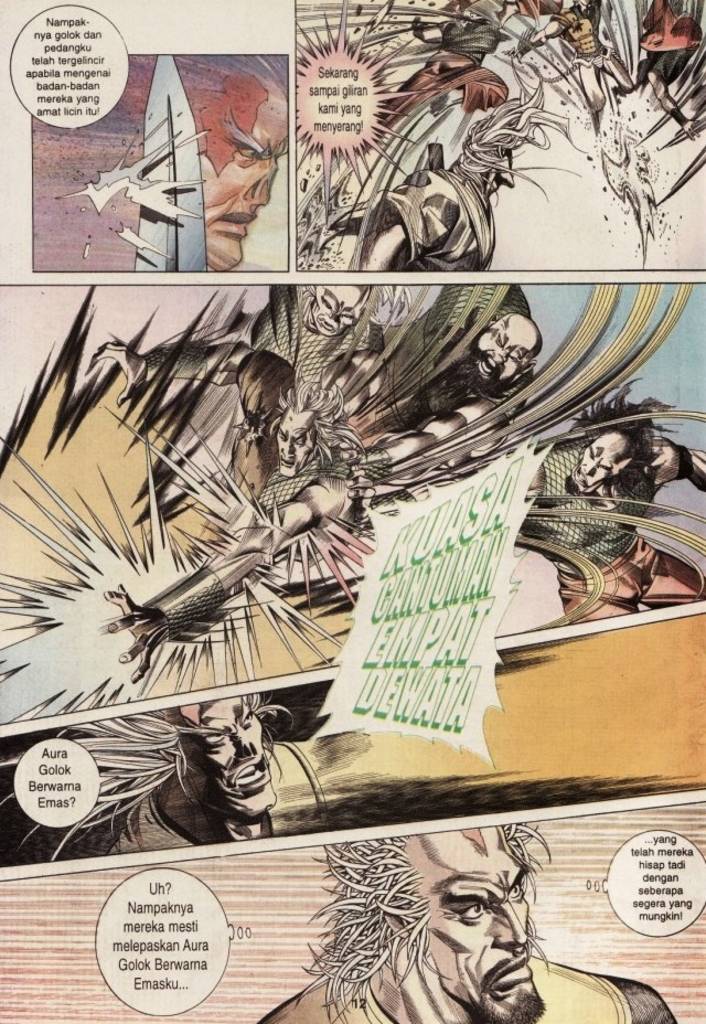 Nampak-
nya golok dan
pedangku
telah tergelincir
apabila mengenai
badan-badan
mereka yang
amat licin itu!
Sekarang
sampai giliran
kami yang
menyerang!
KUASA
GANTUMAN
EMPAT
DEWATA
Aura
Golok
Berwarna
Emas?
Uh?
Nampaknya
mereka mesti
melepaskan Aura
Golok Berwarna
Emasku...
...yang
telah mereka
hisap tadi
dengan
seberapa
segera yang
mungkin!
12